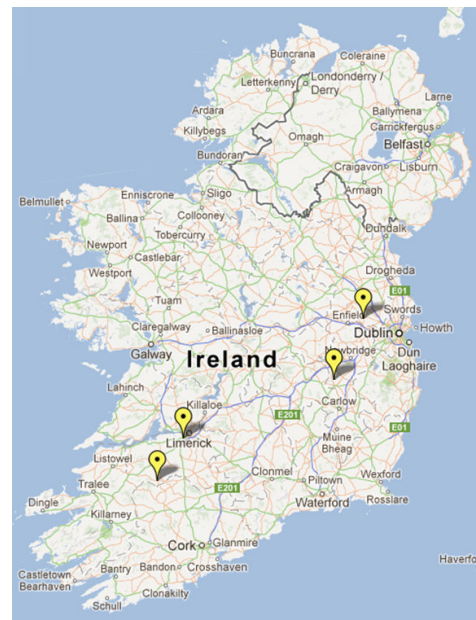 Buncrana
Coleraine
Letterkenny
Londonderry /
Derry
Larne
Ballymena
Ardara
Carrickfergus
Killybegs
Omagh
Belfast
Bundoran
Craigavon
Lisburn
Armagh
Belmullet
Enniscrone
Sligo
Ballina
Collooney
Dundalk
Tobercurry
Newport
Castlebar
Drogheda
Westport
E01
Tuam
Enfield
Swords
Claregalway
Ballinasloe
Dublin
Howth
Galway
Dun
Laoghaire
Ireland
Newbridge
Lahinch
Carlow
Killaloe
E201
E01
Limerick
Muine
Bheag
Listowel
Clonmel
Piltown
Wexford
Tralee
E201
Waterford
Rosslare
Dingle
Killarney
Cork
Glanmire
Castletown
Bearhaven
Bantry
Bandon
Crosshaven
Haverfo
Clonakilty
Schull